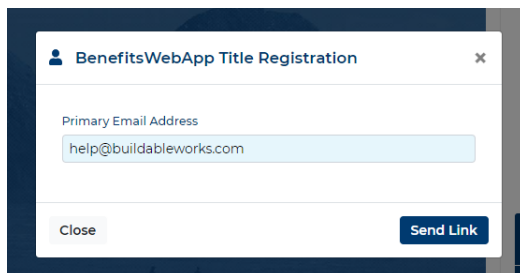 BenefitsWebApp Title Registration ×
Primary Email Address
help@buildableworks.com
Close Send Link